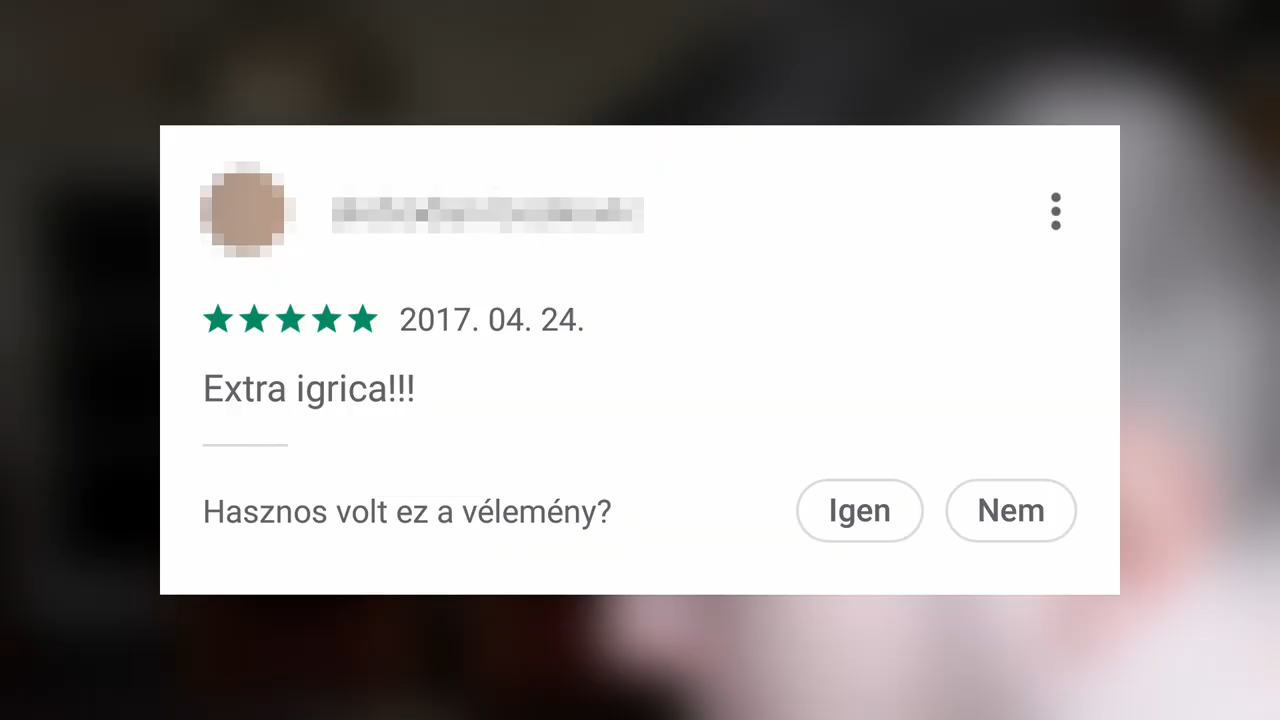 2017. 04. 24.
Extra igrica!!!
Hasznos volt ez a vélemény?
Igen
Nem